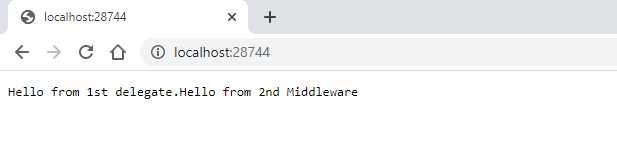 localhost:28744
localhost:28744
Hello from 1st delegate.Hello from 2nd Middleware